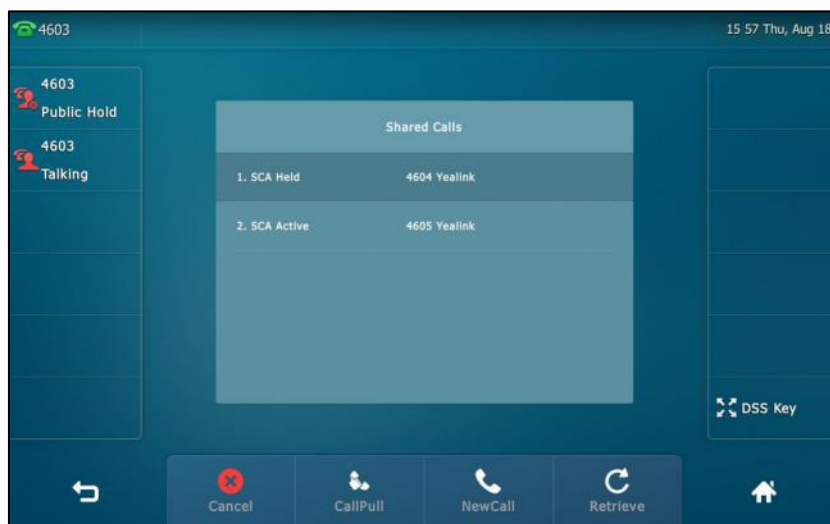 4603
15 57 Thu, Aug 18
4603
Public Hold
4603
Talking
Shared Calls
1. SCA Held 4604 Yealink
2. SCA Active 4605 Yealink
DSS Key
Cancel CallPull NewCall Retrieve